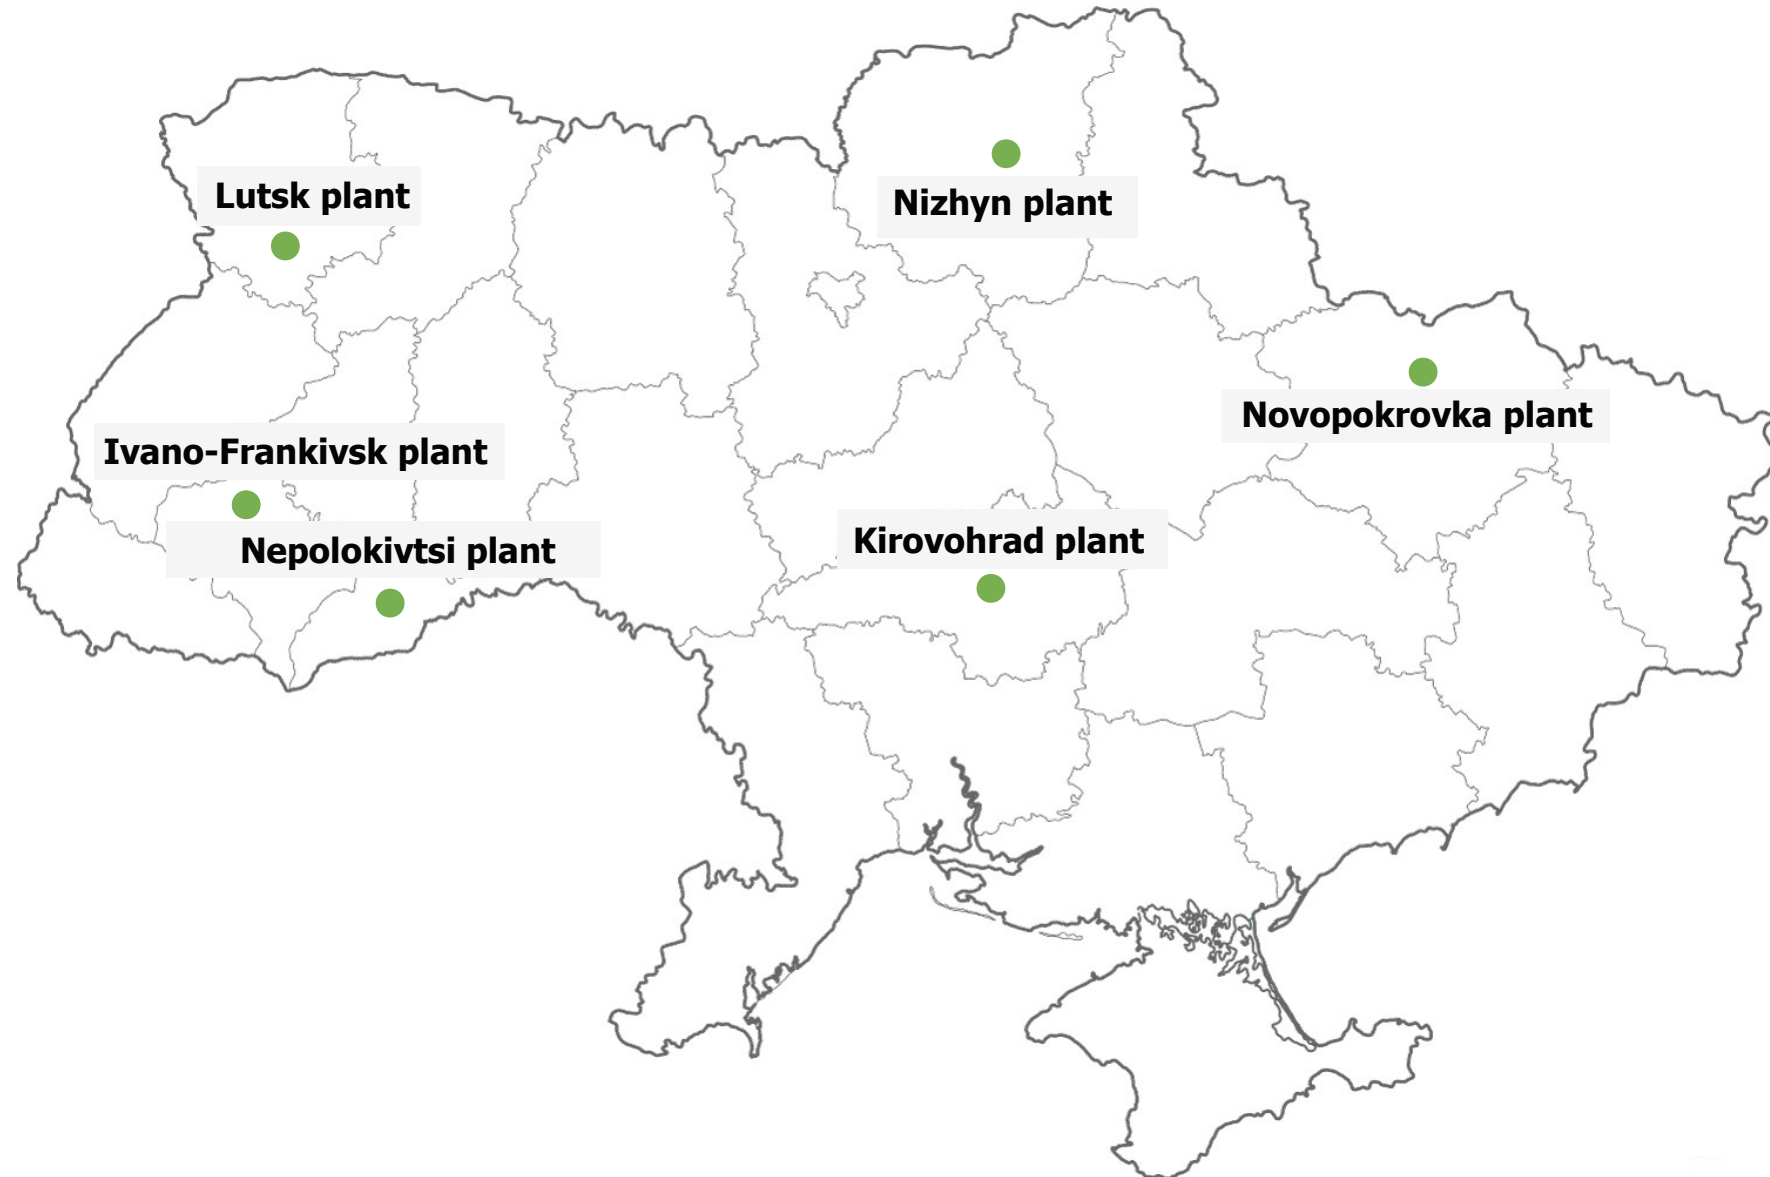 Lutsk plant
Nizhyn plant
Novopokrovka plant
Ivano-Frankivsk plant
Nepolokivtsi plant
Kirovohrad plant